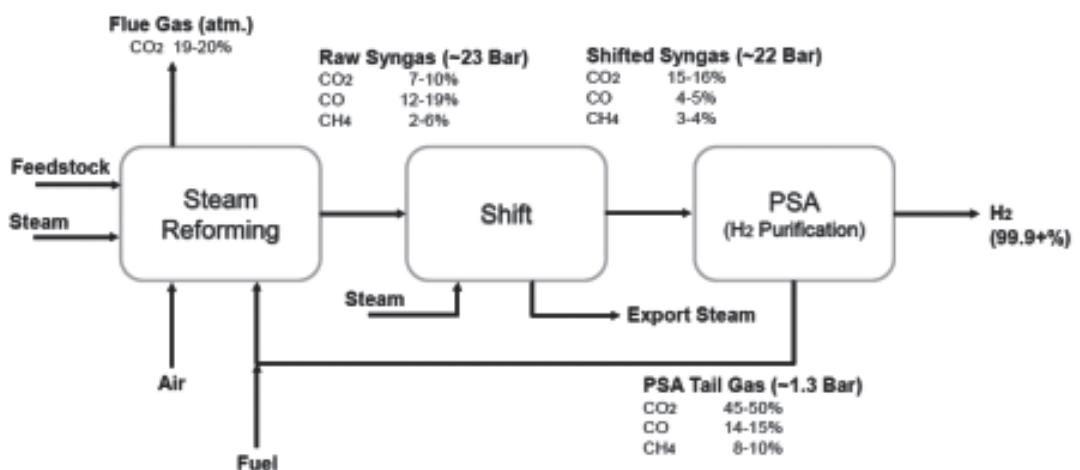 Flue Gas (atm.)
CO2 19-20%
Raw Syngas (~23 Bar)
CO2 7-10%
CO 12-19%
CH4 2-6%
Shifted Syngas (~22 Bar)
CO2 15-16%
CO 4-5%
CH4 3-4%
Feedstock
Steam
Steam
Reforming
Shift
PSA
(H2 Purification)
H2
(99.9+%)
Steam
Export Steam
Air
Fuel
PSA Tail Gas (~1.3 Bar)
CO2 45-50%
CO 14-15%
CH4 8-10%